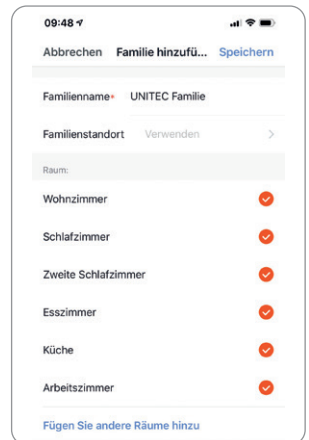 09:48
Abbrechen Familie hinzufü... Speichern
Familienname* UNITEC Familie
Familienstandort Verwenden
Raum:
Wohnzimmer
Schlafzimmer
Zweite Schlafzimmer
Esszimmer
Küche
Arbeitszimmer
Fügen Sie andere Räume hinzu